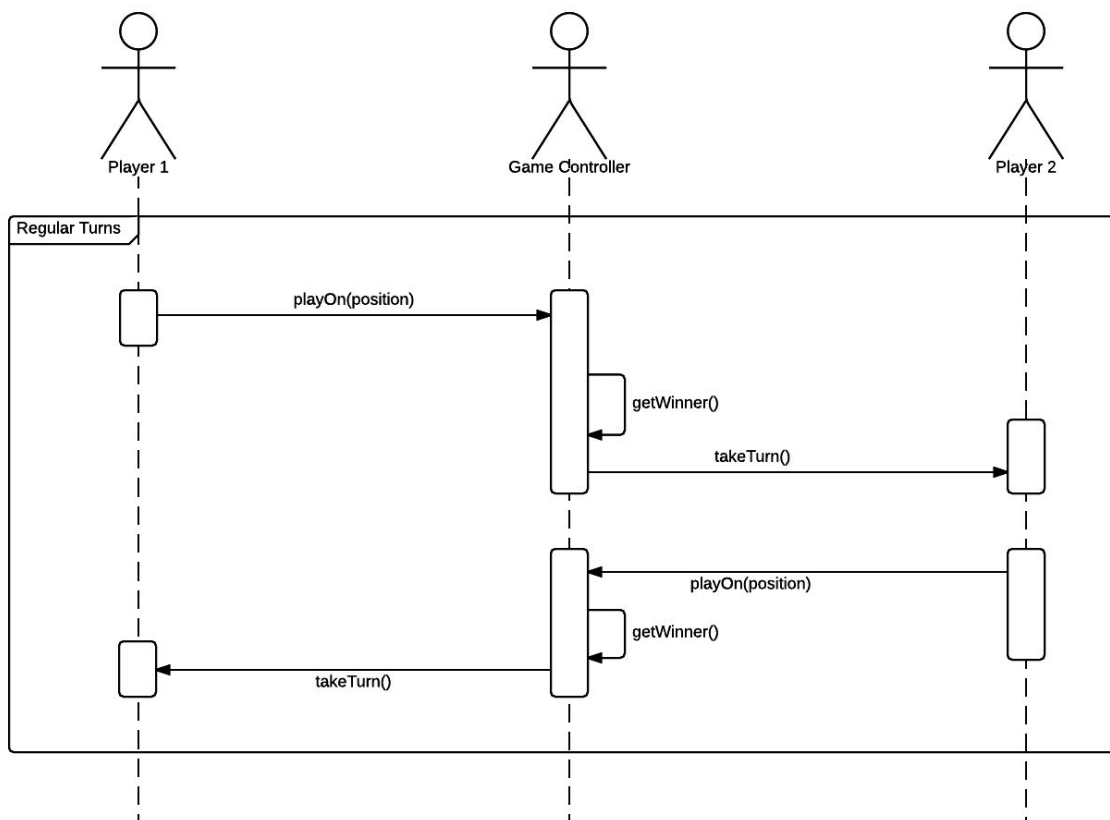 Player 1
Game Controller
Player 2
Regular Turns
playOn(position)
getWinner()
takeTurn()
playOn(position)
getWinner()
takeTurn()